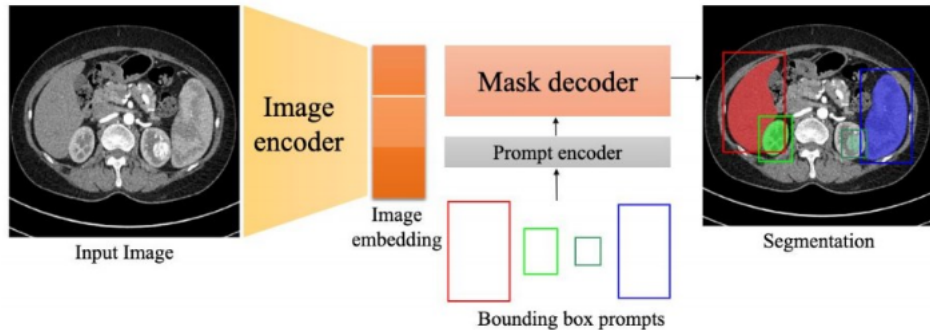 Input Image
Image
encoder
Image
embedding
Mask decoder
Prompt encoder
Bounding box prompts
Segmentation